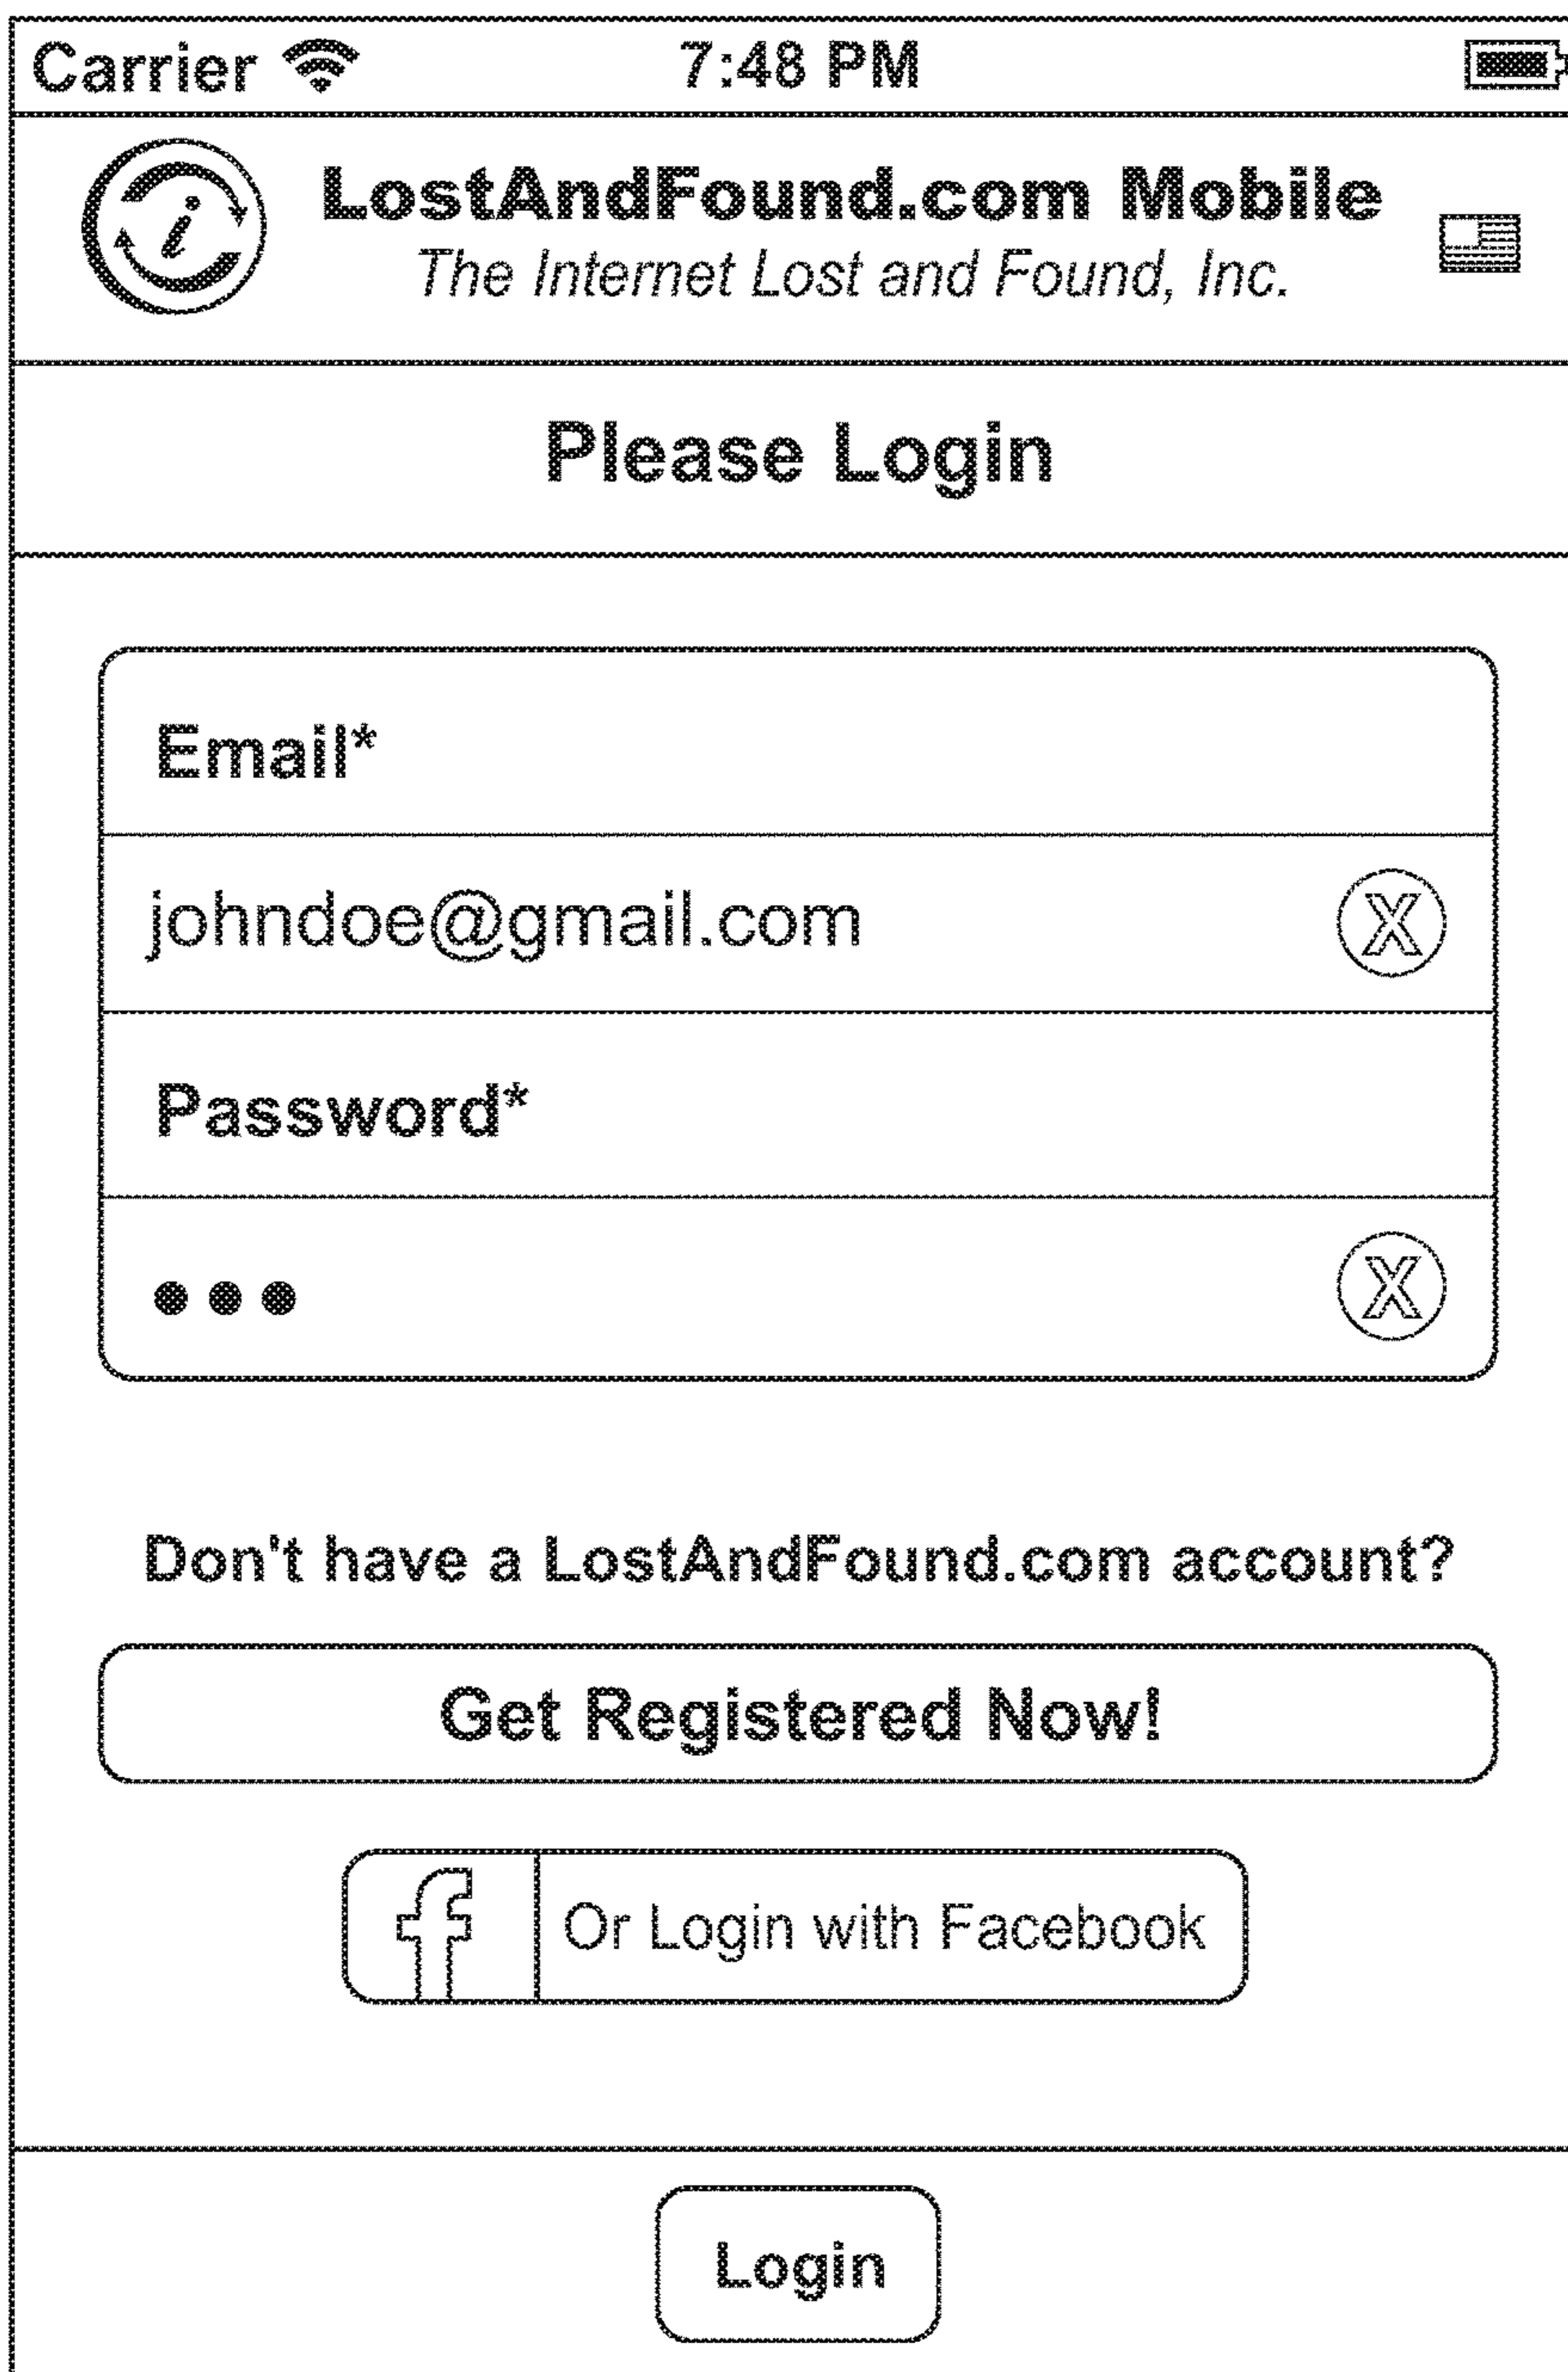 Carrier 7:48 PM
i LostAndFound.com Mobile
The Internet Lost and Found, Inc.
Please Login
Email*
johndoe@gmail.com X
Password*
●●● X
Don't have a LostAndFound.com account?
Get Registered Now!
f Or Login with Facebook
Login